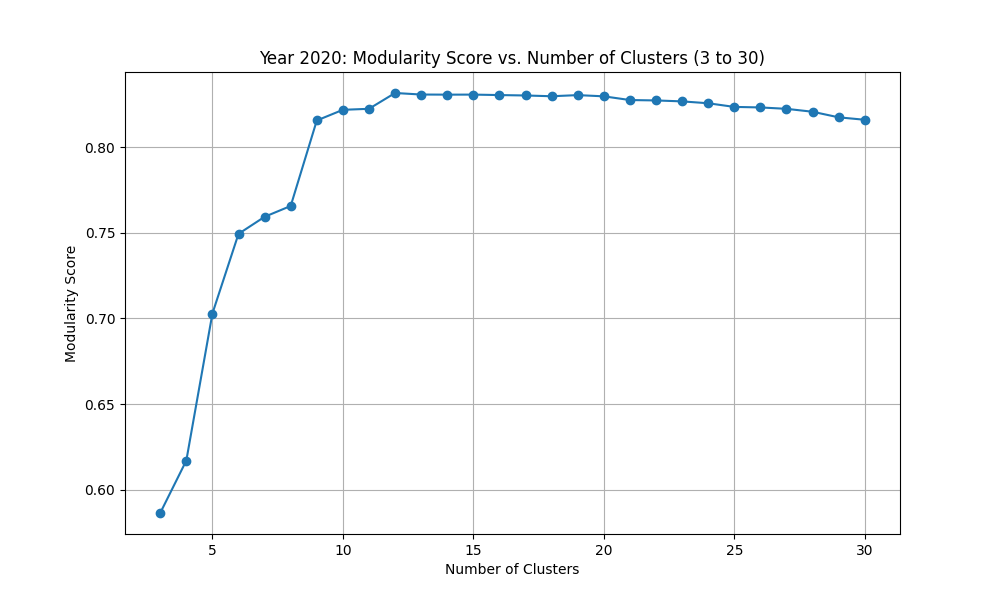 Year 2020: Modularity Score vs. Number of Clusters (3 to 30)
Modularity Score
0.80
0.75
0.70
0.65
0.60
5 10 15 20 25 30
Number of Clusters